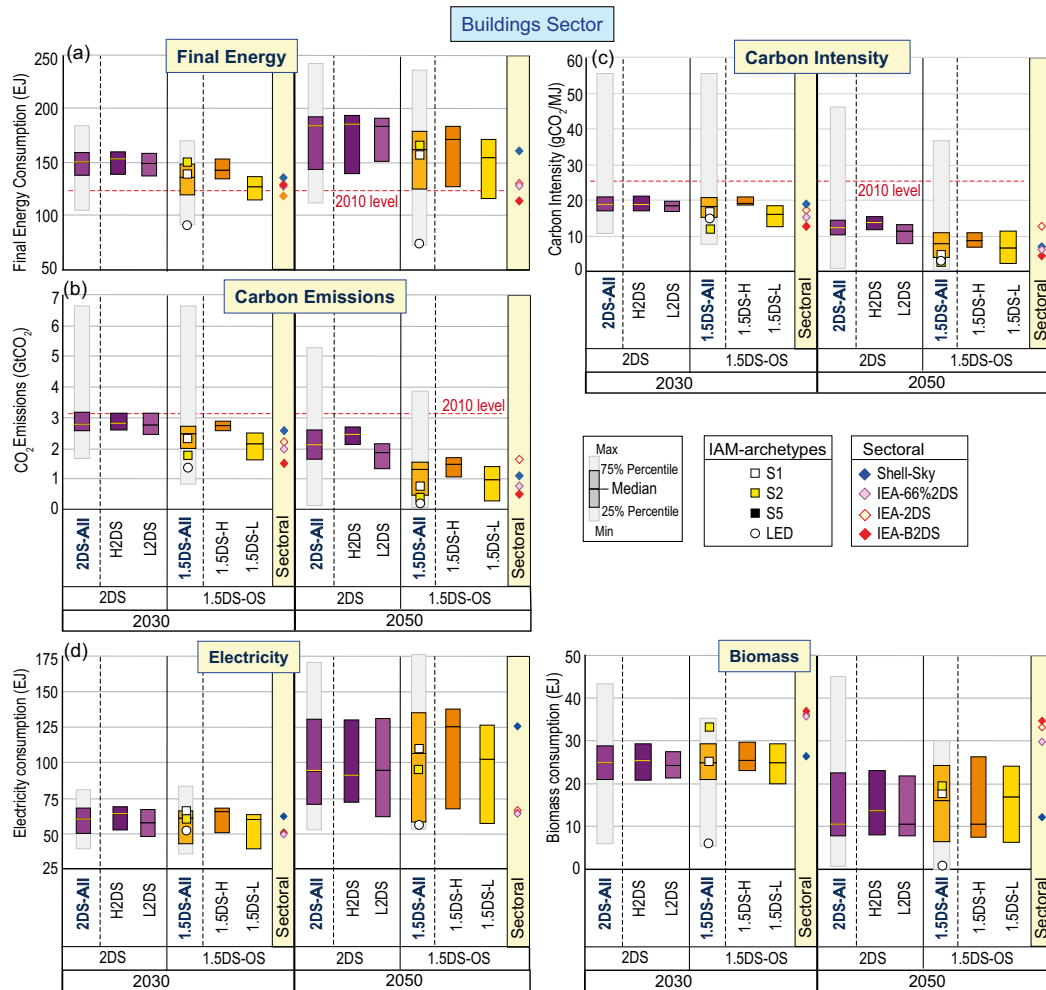 Buildings Sector
(a)
Final Energy
Final Energy Consumption (EJ)
250
200
150
100
50
2010 level
(b)
Carbon Emissions
CO2 Emissions (GtCO2)
7
6
5
4
3
2
1
0
2010 level
2DS-All
H2DS
L2DS
1.5DS-All
1.5DS-H
1.5DS-L
Sectoral
2DS-All
H2DS
L2DS
1.5DS-All
1.5DS-H
1.5DS-L
Sectoral
2DS
1.5DS-OS
2DS
1.5DS-OS
2030
2050
(c)
Carbon Intensity
Carbon Intensity (gCO2/MJ)
60
50
40
30
20
10
0
2010 level
2DS-All
H2DS
L2DS
1.5DS-All
1.5DS-H
1.5DS-L
Sectoral
2DS-All
H2DS
L2DS
1.5DS-All
1.5DS-H
1.5DS-L
Sectoral
2DS
1.5DS-OS
2DS
1.5DS-OS
2030
2050
Max
75% Percentile
Median
25% Percentile
Min
IAM-archetypes
S1
S2
S5
LED
Sectoral
Shell-Sky
IEA-66%2DS
IEA-2DS
IEA-B2DS
(d)
Electricity
Electricity consumption (EJ)
175
150
125
100
75
50
25
2DS-All
H2DS
L2DS
1.5DS-All
1.5DS-H
1.5DS-L
Sectoral
2DS-All
H2DS
L2DS
1.5DS-All
1.5DS-H
1.5DS-L
Sectoral
2DS
1.5DS-OS
2DS
1.5DS-OS
2030
2050
Biomass
Biomass consumption (EJ)
50
40
30
20
10
0
2DS-All
H2DS
L2DS
1.5DS-All
1.5DS-H
1.5DS-L
Sectoral
2DS-All
H2DS
L2DS
1.5DS-All
1.5DS-H
1.5DS-L
Sectoral
2DS
1.5DS-OS
2DS
1.5DS-OS
2030
2050